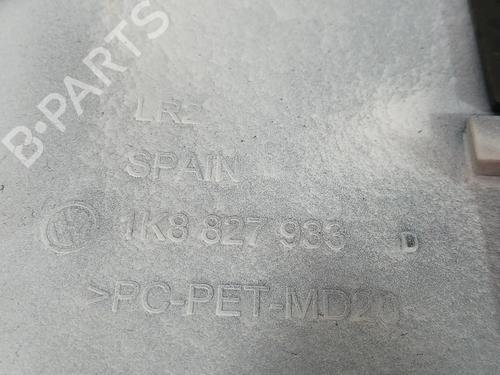 B-PARTS
LR2
SPAIN
1K8 827 933 D
>PC-PET-MD20